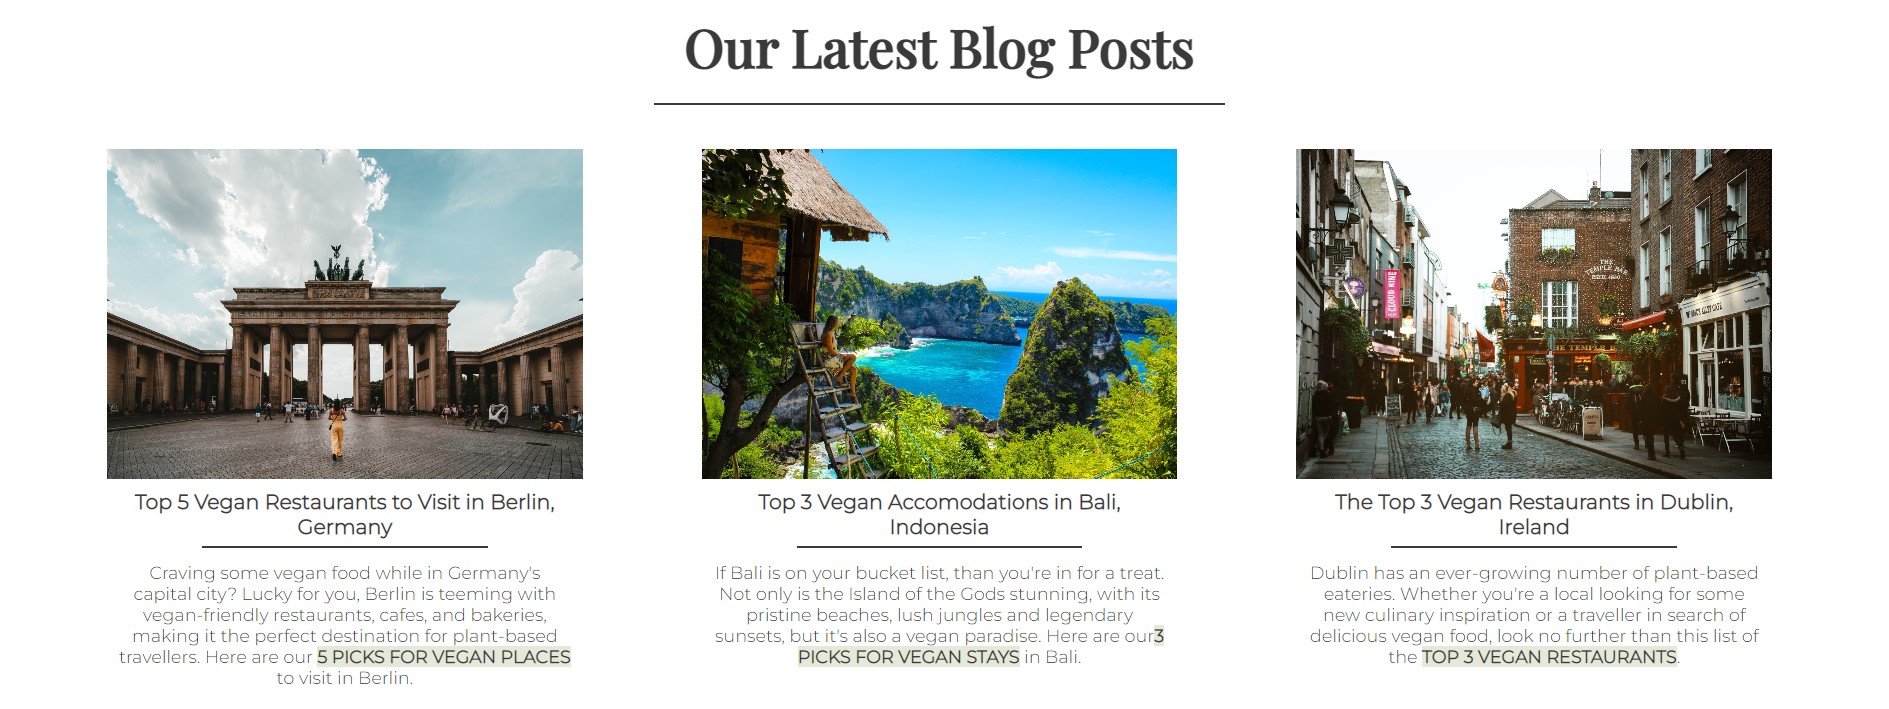 Our Latest Blog Posts
CLOUD NINE
THE
TEMPLE BAR
THE TEMPLE B
Top 5 Vegan Restaurants to Visit in Berlin,
Germany
Craving some vegan food while in Germany's
capital city? Lucky for you, Berlin is teeming with
vegan-friendly restaurants, cafes, and bakeries,
making it the perfect destination for plant-based
travellers. Here are our 5 PICKS FOR VEGAN PLACES
to visit in Berlin.
Top 3 Vegan Accomodations in Bali,
Indonesia
If Bali is on your bucket list, than you're in for a treat.
Not only is the Island of the Gods stunning, with its
pristine beaches, lush jungles and legendary
sunsets, but it's also a vegan paradise. Here are our3
PICKS FOR VEGAN STAYS in Bali.
The Top 3 Vegan Restaurants in Dublin,
Ireland
Dublin has an ever-growing number of plant-based
eateries. Whether you're a local looking for some
new culinary inspiration or a traveller in search of
delicious vegan food, look no further than this list of
the TOP 3 VEGAN RESTAURANTS.